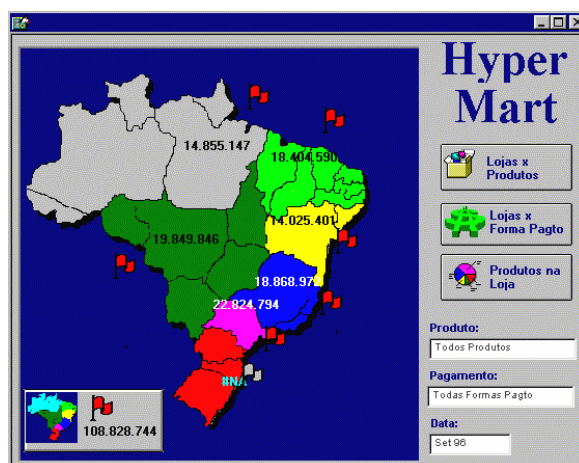 Hyper
Mart
14.855.147
18.404.590
14.025.401
19.849.846
18.868.972
22.824.794
#NA
108.828.744
Lojas x
Produtos
Lojas x
Forma Pagto
Produtos na
Loja
Produto:
Todos Produtos
Pagamento:
Todas Formas Pagto
Data:
Set 96